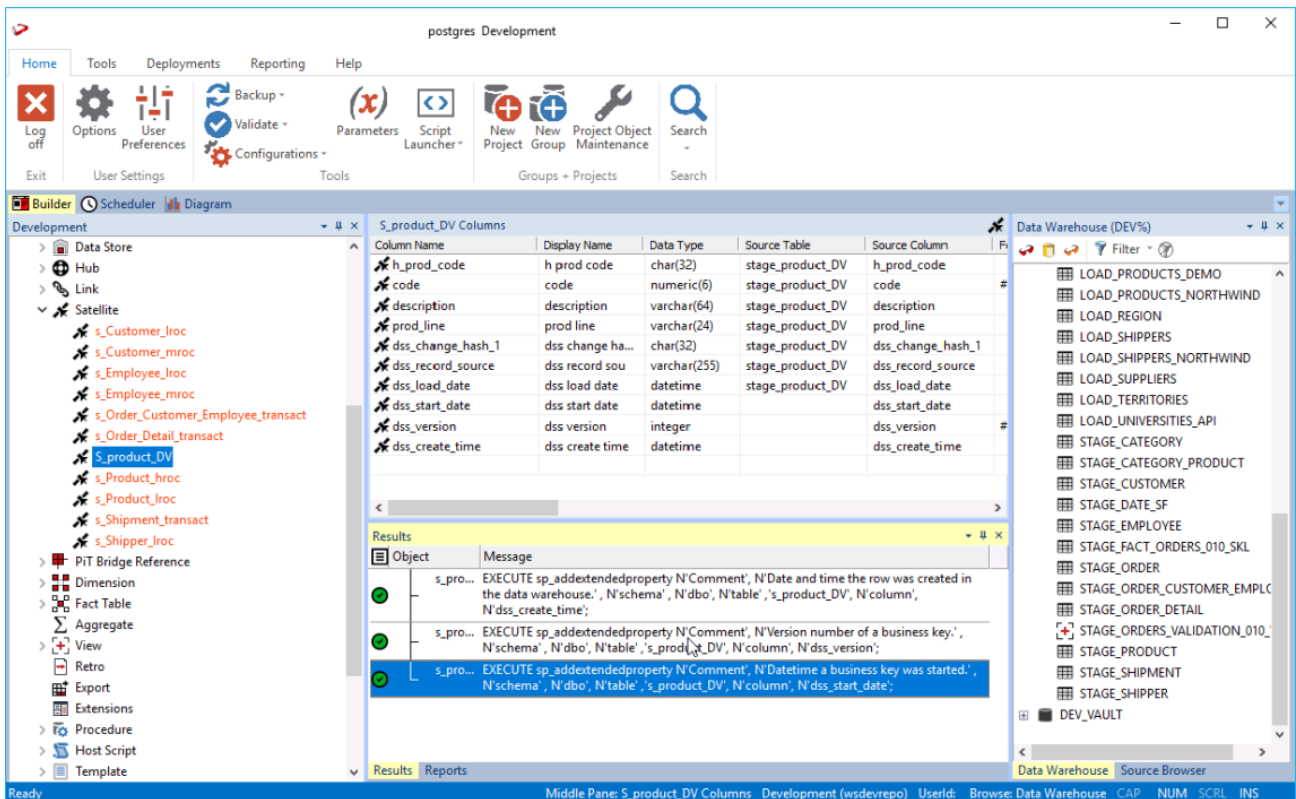 postgres Development
Home Tools Deployments Reporting Help
Log off
Options
User Preferences
Backup
Validate
Configurations
Parameters
Script Launcher
New Project
New Group
Project Object Maintenance
Search
Exit User Settings Tools Groups + Projects Search
Builder Scheduler Diagram
Development
Data Store
Hub
Link
Satellite
s_Customer_lroc
s_Customer_mroc
s_Employee_lroc
s_Employee_mroc
s_Order_Customer_Employee_transact
s_Order_Detail_transact
S_product_DV
s_Product_hroc
s_Product_lroc
s_Shipment_transact
s_Shipper_lroc
PiT Bridge Reference
Dimension
Fact Table
Aggregate
View
Retro
Export
Extensions
Procedure
Host Script
Template
S_product_DV Columns
Column Name Display Name Data Type Source Table Source Column
h_prod_code h prod code char(32) stage_product_DV h_prod_code
code code numeric(6) stage_product_DV code #
description description varchar(64) stage_product_DV description
prod_line prod line varchar(24) stage_product_DV prod_line
dss_change_hash_1 dss change ha... char(32) stage_product_DV dss_change_hash_1
dss_record_source dss record sou varchar(255) stage_product_DV dss_record_source
dss_load_date dss load date datetime stage_product_DV dss_load_date
dss_start_date dss start date datetime dss_start_date
dss_version dss version integer dss_version #
dss_create_time dss create time datetime dss_create_time
Results
Object Message
s_pro... EXECUTE sp_addextendedproperty N'Comment', N'Date and time the row was created in
the data warehouse.' , N'schema' , N'dbo', N'table' ,'s_product_DV', N'column',
N'dss_create_time';
s_pro... EXECUTE sp_addextendedproperty N'Comment', N'Version number of a business key.' ,
N'schema' , N'dbo', N'table' ,'s_product_DV', N'column', N'dss_version';
s_pro... EXECUTE sp_addextendedproperty N'Comment', N'Datetime a business key was started.' ,
N'schema' , N'dbo', N'table' ,'s_product_DV', N'column', N'dss_start_date';
Results Reports
Data Warehouse (DEV%)
Filter
LOAD_PRODUCTS_DEMO
LOAD_PRODUCTS_NORTHWIND
LOAD_REGION
LOAD_SHIPPERS
LOAD_SHIPPERS_NORTHWIND
LOAD_SUPPLIERS
LOAD_TERRITORIES
LOAD_UNIVERSITIES_API
STAGE_CATEGORY
STAGE_CATEGORY_PRODUCT
STAGE_CUSTOMER
STAGE_DATE_SF
STAGE_EMPLOYEE
STAGE_FACT_ORDERS_010_SKL
STAGE_ORDER
STAGE_ORDER_CUSTOMER_EMPL
STAGE_ORDER_DETAIL
STAGE_ORDERS_VALIDATION_010_
STAGE_PRODUCT
STAGE_SHIPMENT
STAGE_SHIPPER
DEV_VAULT
Data Warehouse Source Browser
Ready Middle Pane: S_product_DV Columns Development (wsdevrepo) UserId: Browse: Data Warehouse CAP NUM SCRL INS